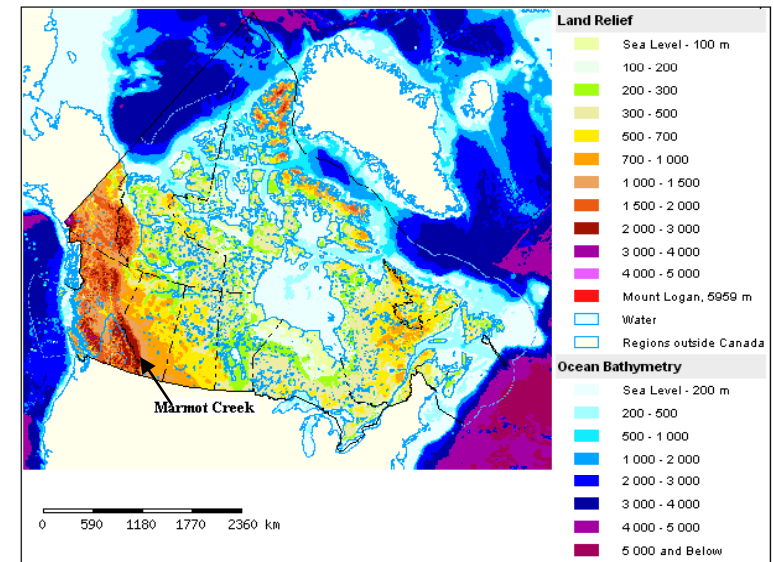 Land Relief
Sea Level - 100 m
100 - 200
200 - 300
300 - 500
500 - 700
700 - 1 000
1 000 - 1 500
1 500 - 2 000
2 000 - 3 000
3 000 - 4 000
4 000 - 5 000
Mount Logan, 5959 m
Water
Regions outside Canada
Ocean Bathymetry
Sea Level - 200 m
200 - 500
500 - 1 000
1 000 - 2 000
2 000 - 3 000
3 000 - 4 000
4 000 - 5 000
5 000 and Below
Marmot Creek
0 590 1180 1770 2360 km